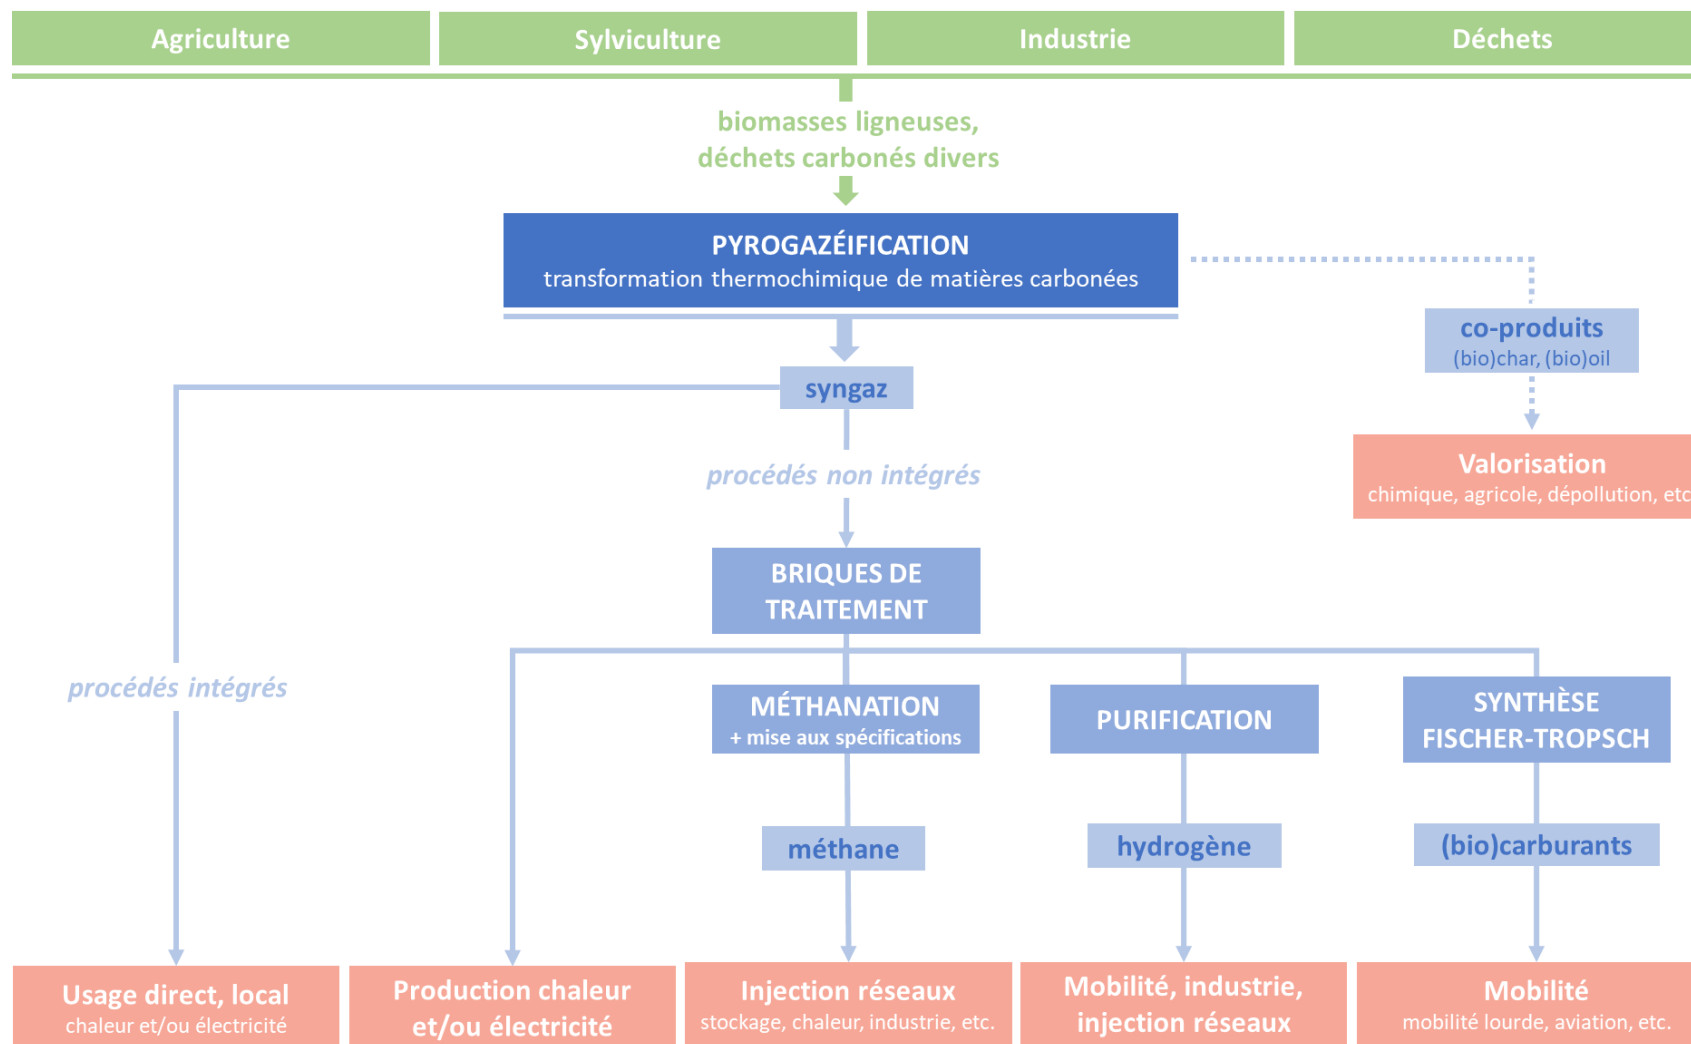 Agriculture
Sylviculture
Industrie
Déchets
biomasses ligneuses,
déchets carbonés divers
PYROGAZÉIFICATION
transformation thermochimique de matières carbonées
co-produits
(bio)char, (bio)oil
syngaz
Valorisation
chimique, agricole, dépollution, etc
procédés non intégrés
BRIQUES DE
TRAITEMENT
procédés intégrés
MÉTHANATION
+ mise aux spécifications
PURIFICATION
SYNTHÈSE
FISCHER-TROPSCH
méthane
hydrogène
(bio)carburants
Usage direct, local
chaleur et/ou électricité
Production chaleur
et/ou électricité
Injection réseaux
stockage, chaleur, industrie, etc.
Mobilité, industrie,
injection réseaux
Mobilité
mobilité lourde, aviation, etc.